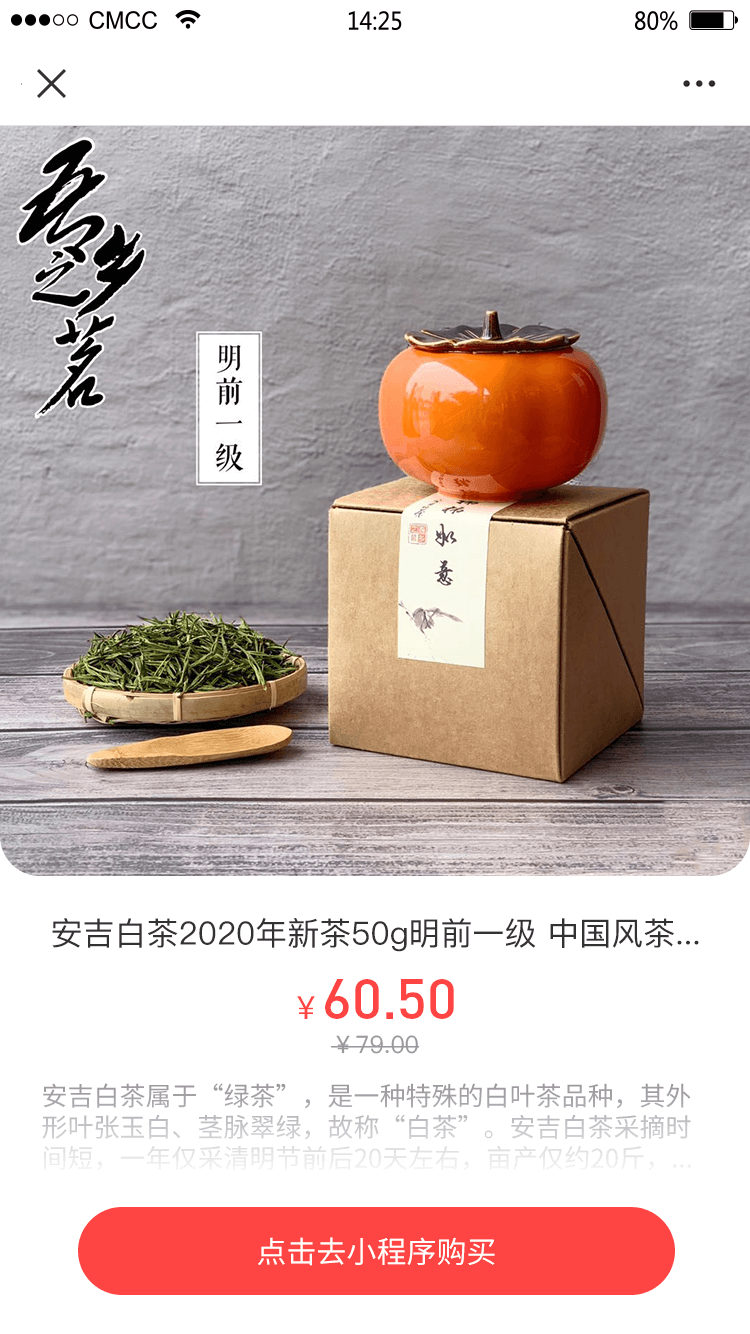 CMCC
14:25
80%
吾乡之茗
明前一级
如意
安吉白茶2020年新茶50g明前一级 中国风茶...
¥ 60.50
¥ 79.00
安吉白茶属于“绿茶”，是一种特殊的白叶茶品种，其外
形叶张玉白、茎脉翠绿，故称“白茶”。安吉白茶采摘时
间短，一年仅采清明节前后20天左右，亩产仅约20斤，...
点击去小程序购买